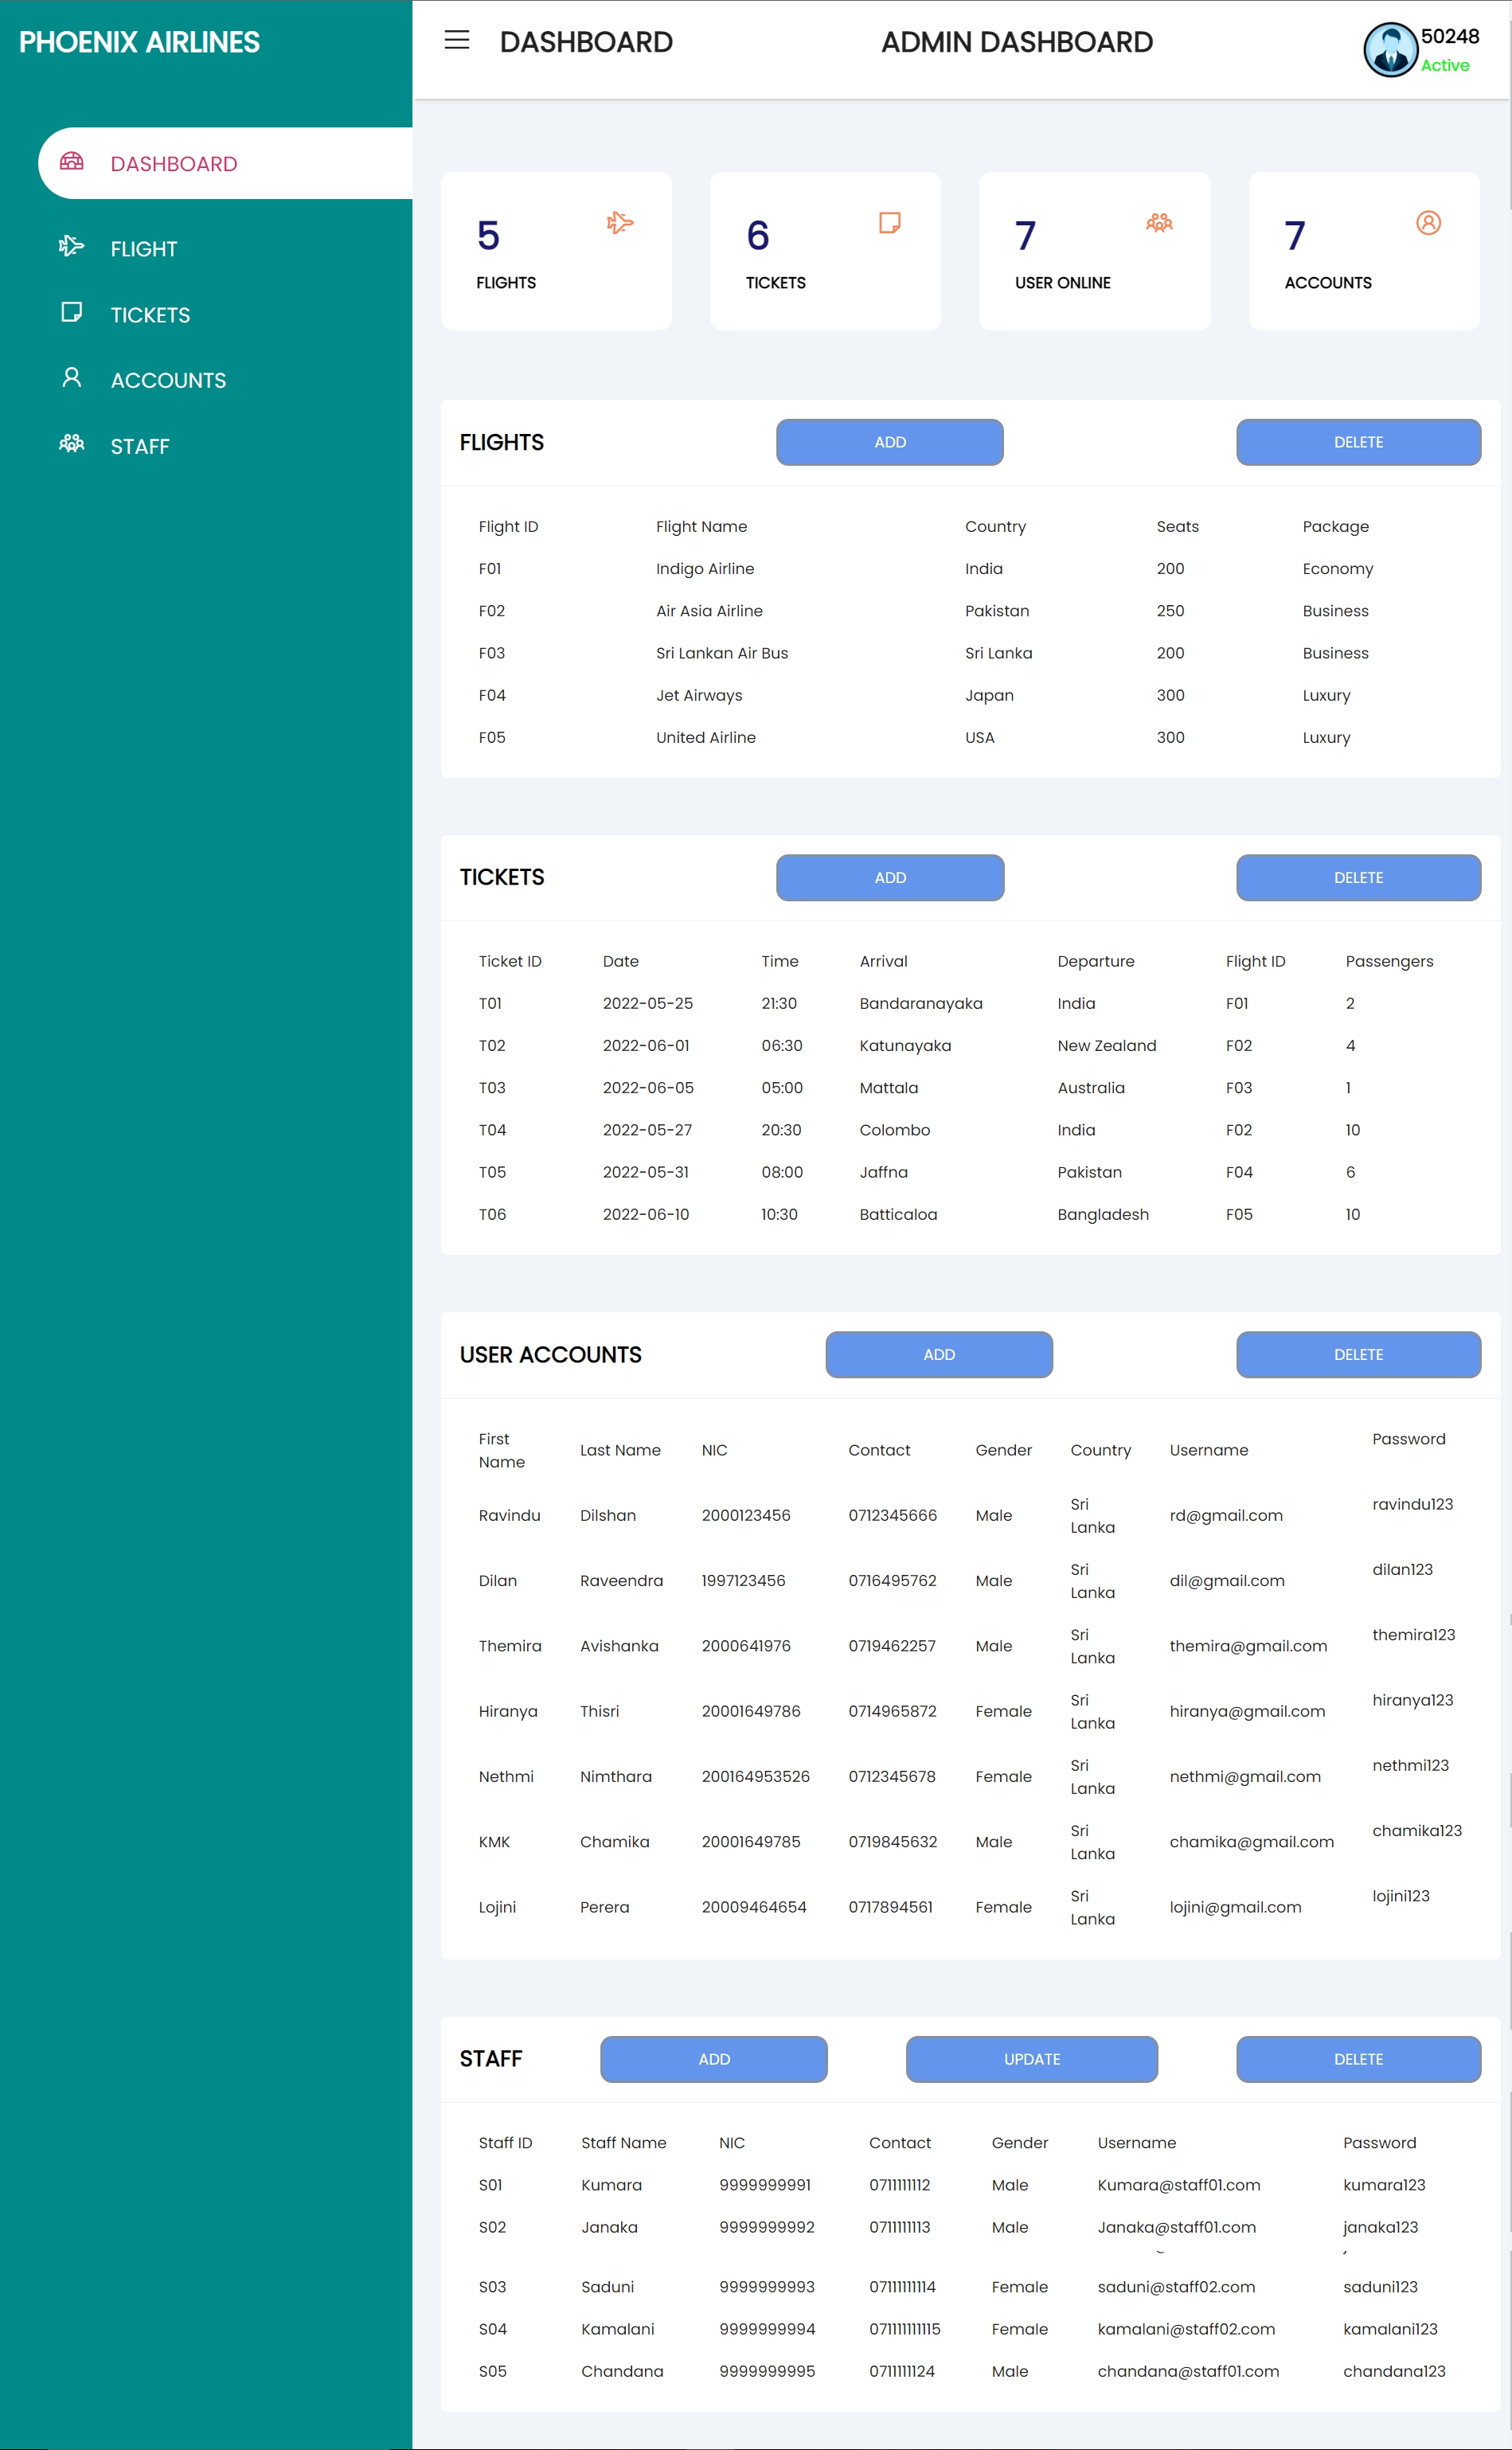 PHOENIX AIRLINES
DASHBOARD
FLIGHT
TICKETS
ACCOUNTS
STAFF
DASHBOARD ADMIN DASHBOARD 50248
Active
5 6 7 7
FLIGHTS TICKETS USER ONLINE ACCOUNTS
FLIGHTS ADD DELETE
Flight ID Flight Name Country Seats Package
F01 Indigo Airline India 200 Economy
F02 Air Asia Airline Pakistan 250 Business
F03 Sri Lankan Air Bus Sri Lanka 200 Business
F04 Jet Airways Japan 300 Luxury
F05 United Airline USA 300 Luxury
TICKETS ADD DELETE
Ticket ID Date Time Arrival Departure Flight ID Passengers
T01 2022-05-25 21:30 Bandaranayaka India F01 2
T02 2022-06-01 06:30 Katunayaka New Zealand F02 4
T03 2022-06-05 05:00 Mattala Australia F03 1
T04 2022-05-27 20:30 Colombo India F02 10
T05 2022-05-31 08:00 Jaffna Pakistan F04 6
T06 2022-06-10 10:30 Batticaloa Bangladesh F05 10
USER ACCOUNTS ADD DELETE
First Name Last Name NIC Contact Gender Country Username Password
Ravindu Dilshan 2000123456 0712345666 Male Sri Lanka rd@gmail.com ravindu123
Dilan Raveendra 1997123456 0716495762 Male Sri Lanka dil@gmail.com dilan123
Themira Avishanka 2000641976 0719462257 Male Sri Lanka themira@gmail.com themira123
Hiranya Thisri 20001649786 0714965872 Female Sri Lanka hiranya@gmail.com hiranya123
Nethmi Nimthara 200164953526 0712345678 Female Sri Lanka nethmi@gmail.com nethmi123
KMK Chamika 20001649785 0719845632 Male Sri Lanka chamika@gmail.com chamika123
Lojini Perera 20009464654 0717894561 Female Sri Lanka lojini@gmail.com lojini123
STAFF ADD UPDATE DELETE
Staff ID Staff Name NIC Contact Gender Username Password
S01 Kumara 9999999991 0711111112 Male Kumara@staff01.com kumara123
S02 Janaka 9999999992 0711111113 Male Janaka@staff01.com janaka123
S03 Saduni 9999999993 07111111114 Female saduni@staff02.com saduni123
S04 Kamalani 9999999994 071111111115 Female kamalani@staff02.com kamalani123
S05 Chandana 9999999995 0711111124 Male chandana@staff01.com chandana123